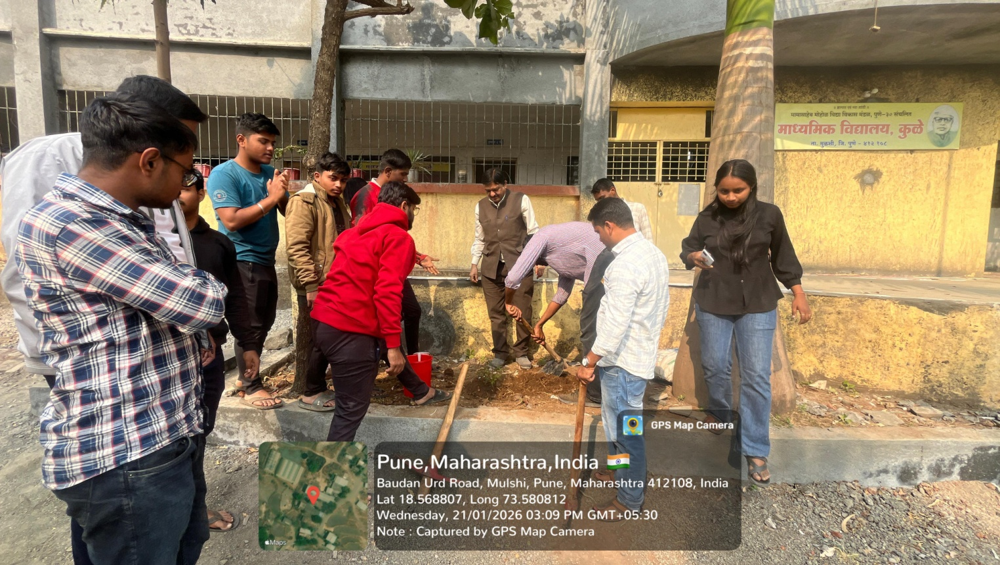 ॥ ज्ञानात एवं नवा शांती ॥
मामासाहेब मोहोळ विद्या विकास मंडळ, पुणे-३० संचलित
माध्यमिक विद्यालय, कुळे
ता. मुळशी, जि. पुणे - ४१२ १०८
GPS Map Camera
Pune,Maharashtra,India
Baudan Urd Road, Mulshi, Pune, Maharashtra 412108, India
Lat 18.568807, Long 73.580812
Wednesday, 21/01/2026 03:09 PM GMT+05:30
Note : Captured by GPS Map Camera
Maps